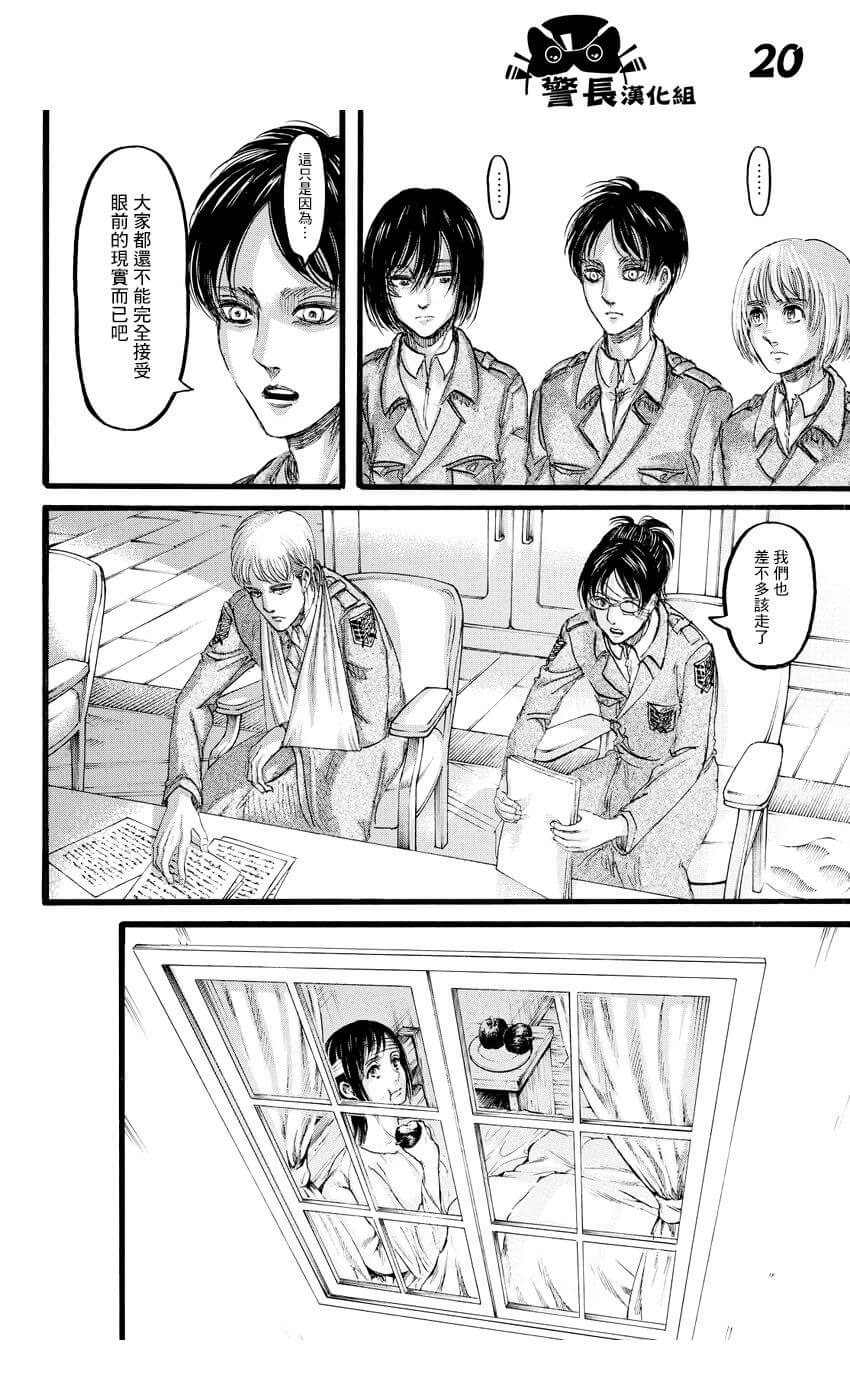 警長漢化組
20
……
……
這只是因為…
大家都還不能完全接受
眼前的現實而已吧
我們也
差不多該走了